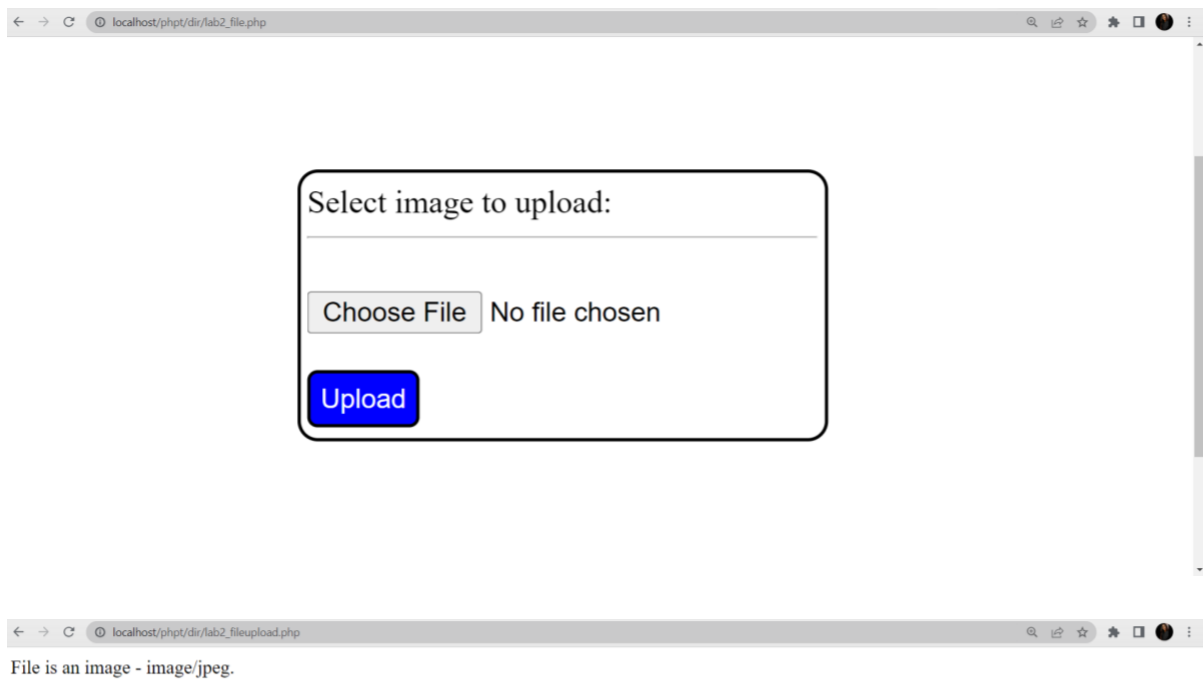 localhost/phpt/dir/lab2_file.php
Select image to upload:
Choose File No file chosen
Upload
localhost/phpt/dir/lab2_fileupload.php
File is an image - image/jpeg.